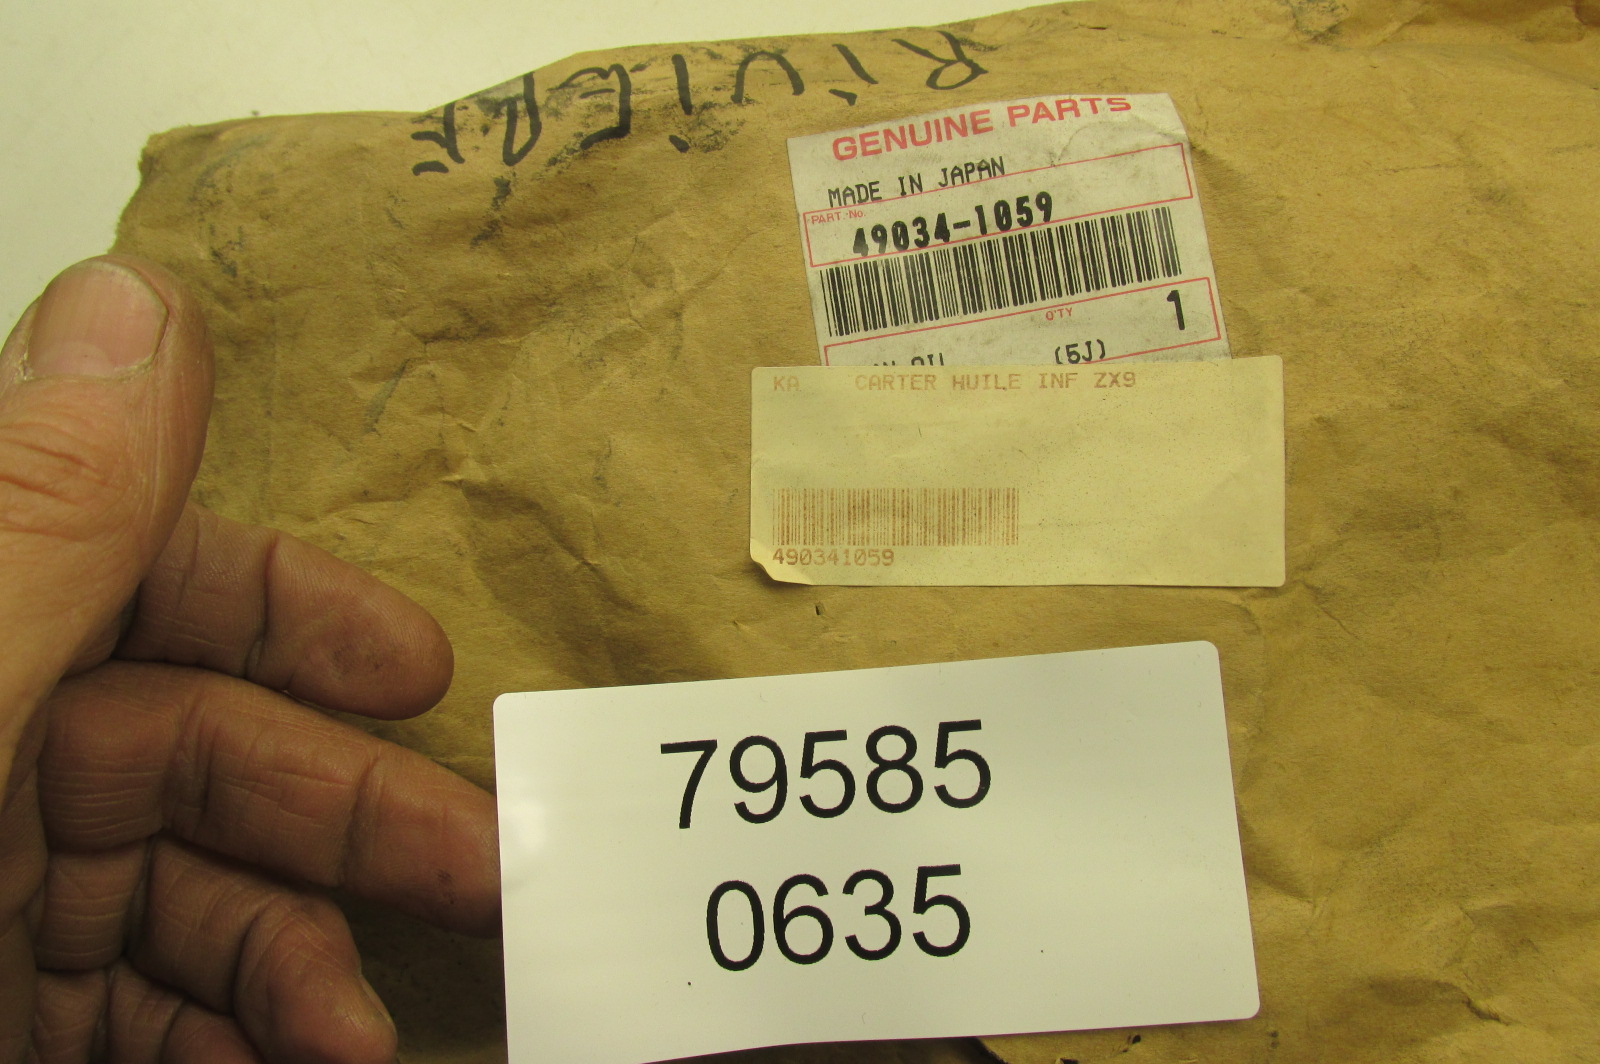 RIVIERE
GENUINE PARTS
MADE IN JAPAN
PART No.
49034-1059
Q'TY
1
OIL (5J)
KA CARTER HUILE INF ZX9
490341059
79585
0635